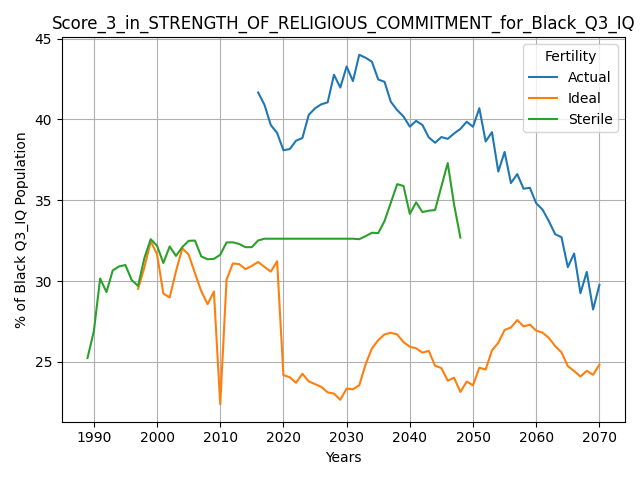 Score_3_in_STRENGTH_OF_RELIGIOUS_COMMITMENT_for_Black_Q3_IQ
Fertility
Actual
Ideal
Sterile
% of Black Q3_IQ Population
45
40
35
30
25
1990 2000 2010 2020 2030 2040 2050 2060 2070
Years